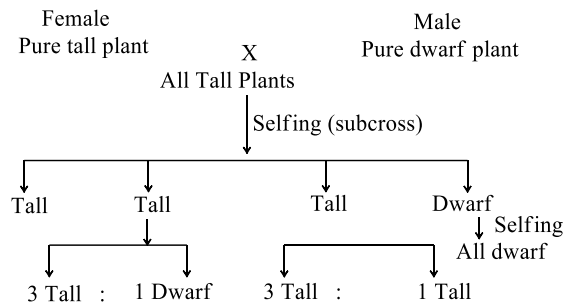 Female
Pure tall plant
Male
Pure dwarf plant
X
All Tall Plants
Selfing (subcross)
Tall Tall Tall Dwarf
Selfing
All dwarf
3 Tall : 1 Dwarf 3 Tall : 1 Tall